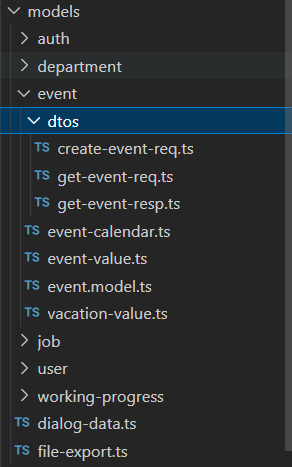 models
auth
department
event
dtos
TS create-event-req.ts
TS get-event-req.ts
TS get-event-resp.ts
TS event-calendar.ts
TS event-value.ts
TS event.model.ts
TS vacation-value.ts
job
user
working-progress
TS dialog-data.ts
TS file-export.ts